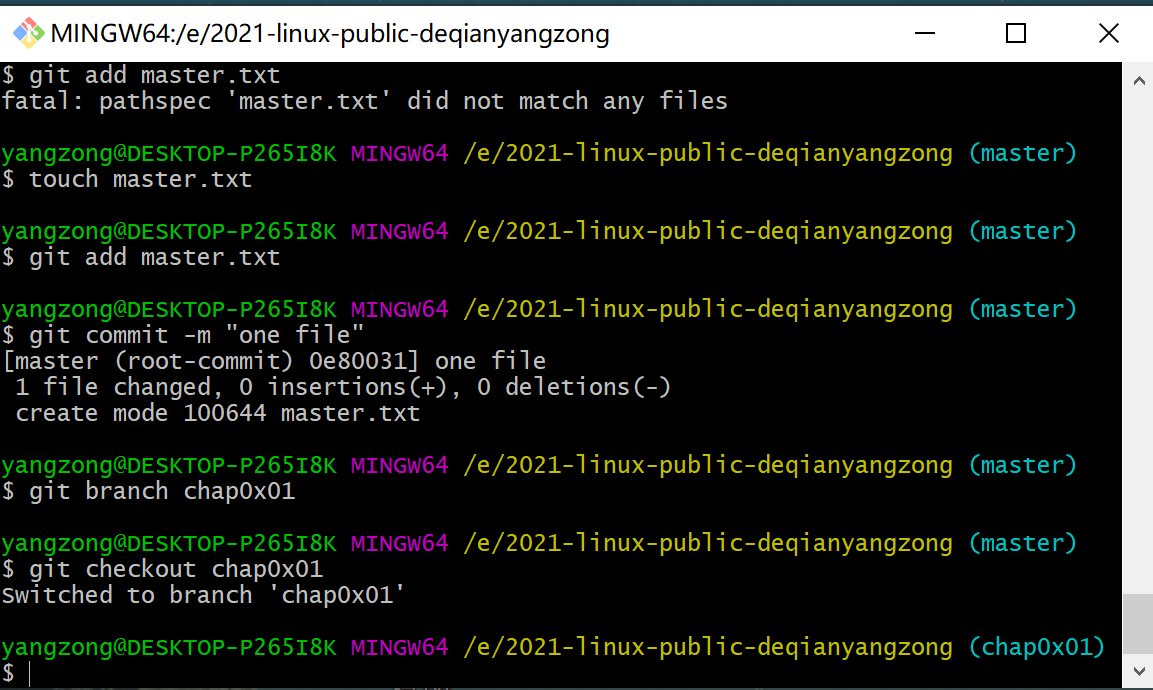 MINGW64:/e/2021-linux-public-deqianyangzong
$ git add master.txt
fatal: pathspec 'master.txt' did not match any files
yangzong@DESKTOP-P265I8K MINGW64 /e/2021-linux-public-deqianyangzong (master)
$ touch master.txt
yangzong@DESKTOP-P265I8K MINGW64 /e/2021-linux-public-deqianyangzong (master)
$ git add master.txt
yangzong@DESKTOP-P265I8K MINGW64 /e/2021-linux-public-deqianyangzong (master)
$ git commit -m "one file"
[master (root-commit) 0e80031] one file
 1 file changed, 0 insertions(+), 0 deletions(-)
 create mode 100644 master.txt
yangzong@DESKTOP-P265I8K MINGW64 /e/2021-linux-public-deqianyangzong (master)
$ git branch chap0x01
yangzong@DESKTOP-P265I8K MINGW64 /e/2021-linux-public-deqianyangzong (master)
$ git checkout chap0x01
Switched to branch 'chap0x01'
yangzong@DESKTOP-P265I8K MINGW64 /e/2021-linux-public-deqianyangzong (chap0x01)
$